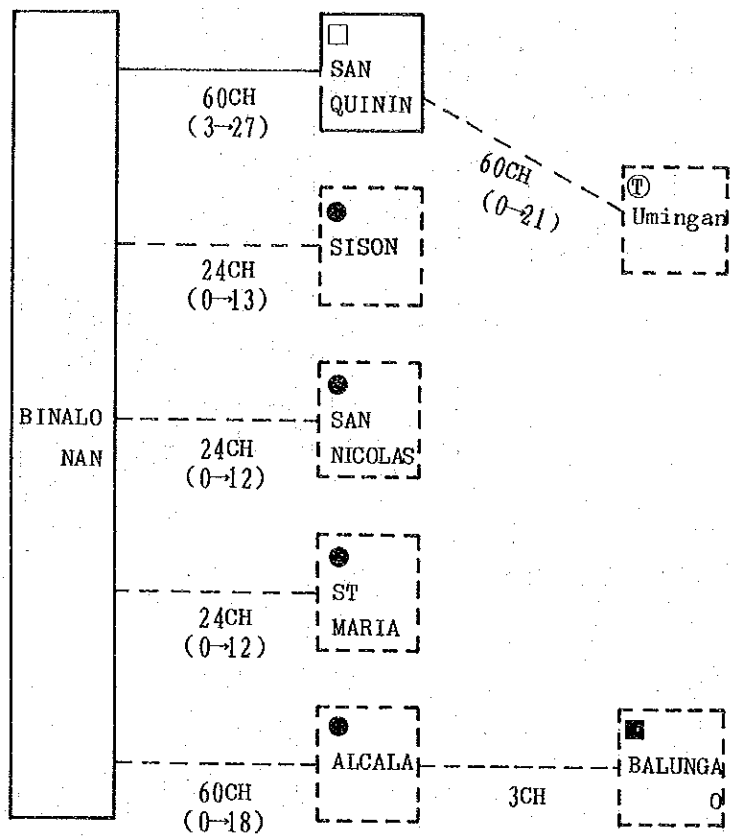 SAN
QUININ
60CH
(3→27)
60CH
(0→21)
Ⓣ
Umingan
SISON
24CH
(0→13)
BINALO
NAN
SAN
NICOLAS
24CH
(0→12)
ST
MARIA
24CH
(0→12)
ALCALA
60CH
(0→18)
3CH
BALUNGA
O